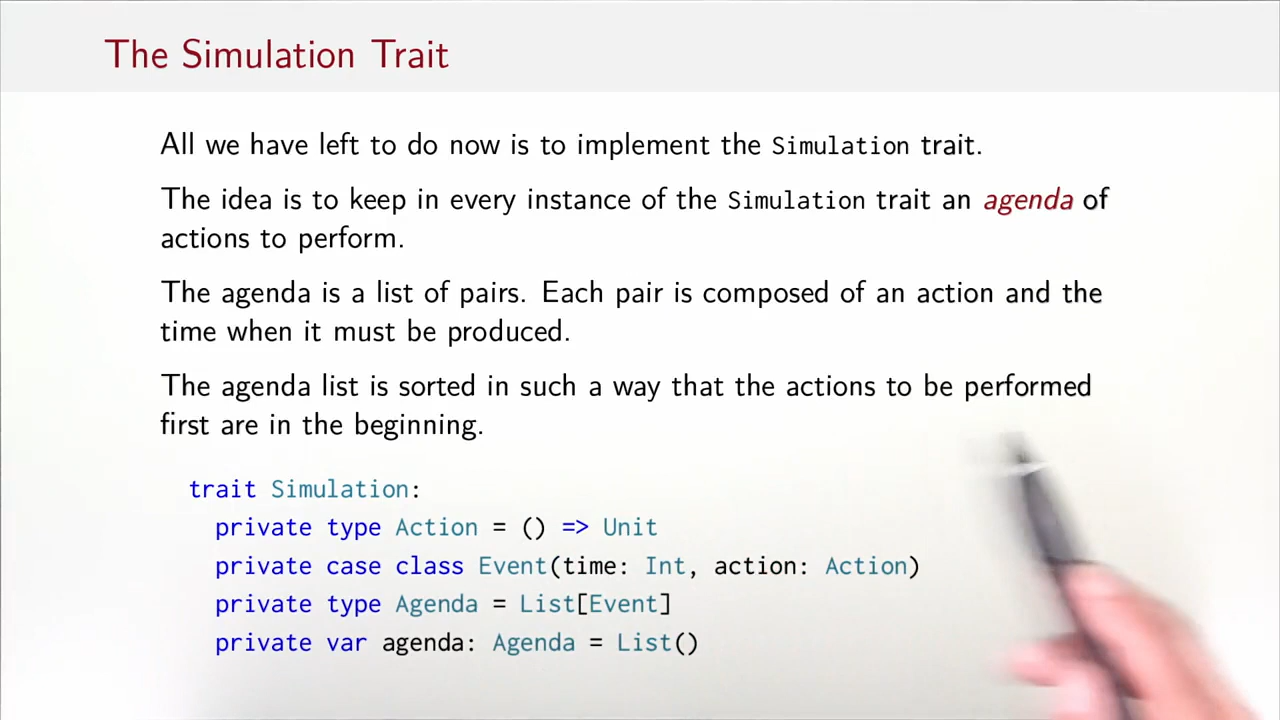 The Simulation Trait
All we have left to do now is to implement the Simulation trait.
The idea is to keep in every instance of the Simulation trait an agenda of
actions to perform.
The agenda is a list of pairs. Each pair is composed of an action and the
time when it must be produced.
The agenda list is sorted in such a way that the actions to be performed
first are in the beginning.
trait Simulation:
  private type Action = () => Unit
  private case class Event(time: Int, action: Action)
  private type Agenda = List[Event]
  private var agenda: Agenda = List()